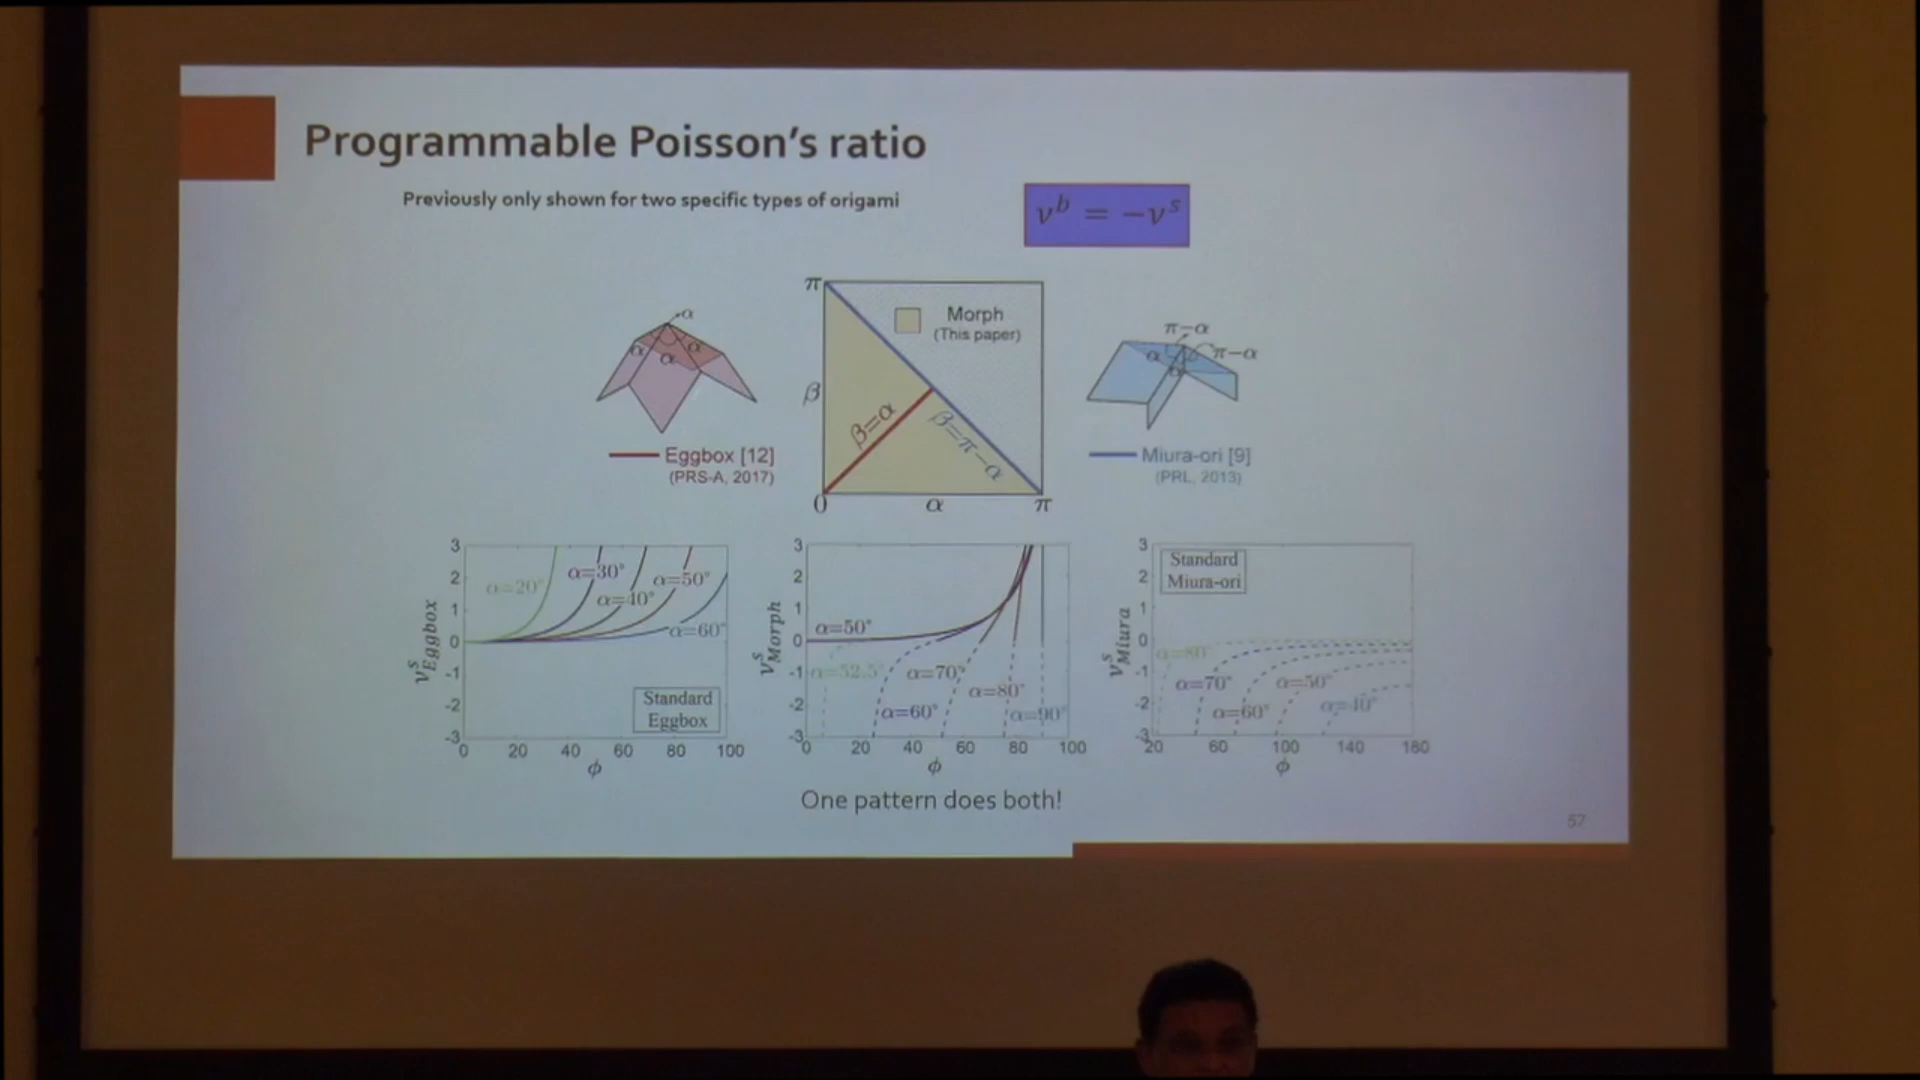 Programmable Poisson's ratio
Previously only shown for two specific types of origami
ν^b = −ν^s
α
α
α
α
Eggbox [12]
(PRS-A, 2017)
π
β
0
α
π
Morph
(This paper)
β=α
β=π−α
π−α
π−α
α
α
Miura-ori [9]
(PRL, 2013)
3
2
1
0
-1
-2
-3
ν^s_Eggbox
α=20°
α=30°
α=40°
α=50°
α=60°
Standard
Eggbox
0 20 40 60 80 100
ϕ
3
2
1
0
-1
-2
-3
ν^s_Morph
α=50°
α=52.5°
α=60°
α=70°
α=80°
α=90°
0 20 40 60 80 100
ϕ
3
2
1
0
-1
-2
-3
ν^s_Miura
Standard
Miura-ori
α=80°
α=70°
α=60°
α=50°
α=40°
20 60 100 140 180
ϕ
One pattern does both!
57